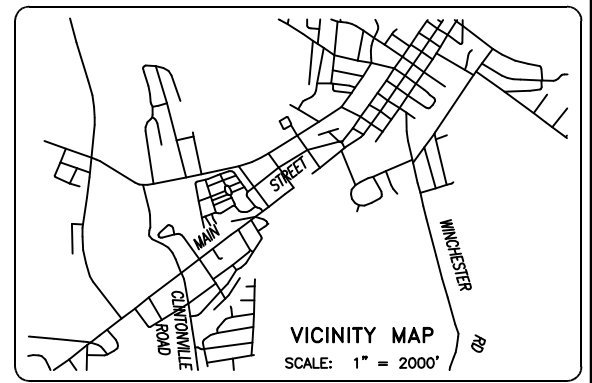 STREET
MAIN
WINCHESTER
RD
CLINTONVILLE
ROAD
VICINITY MAP
SCALE: 1" = 2000'